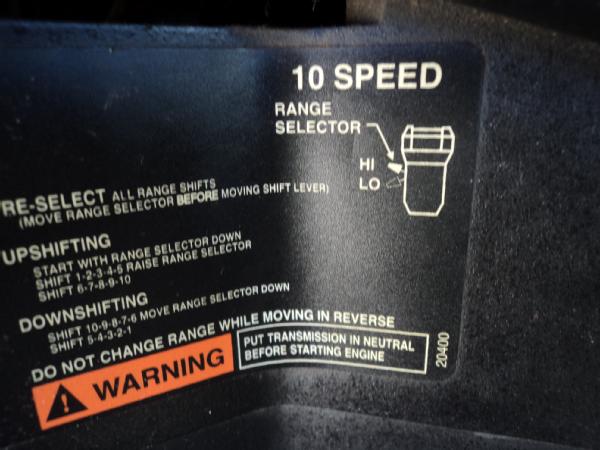 10 SPEED
RANGE
SELECTOR
HI
LO
RE-SELECT ALL RANGE SHIFTS
(MOVE RANGE SELECTOR BEFORE MOVING SHIFT LEVER)
UPSHIFTING
START WITH RANGE SELECTOR DOWN
SHIFT 1-2-3-4-5 RAISE RANGE SELECTOR
SHIFT 6-7-8-9-10
DOWNSHIFTING
SHIFT 10-9-8-7-6 MOVE RANGE SELECTOR DOWN
SHIFT 5-4-3-2-1
DO NOT CHANGE RANGE WHILE MOVING IN REVERSE
WARNING
PUT TRANSMISSION IN NEUTRAL
BEFORE STARTING ENGINE
20400